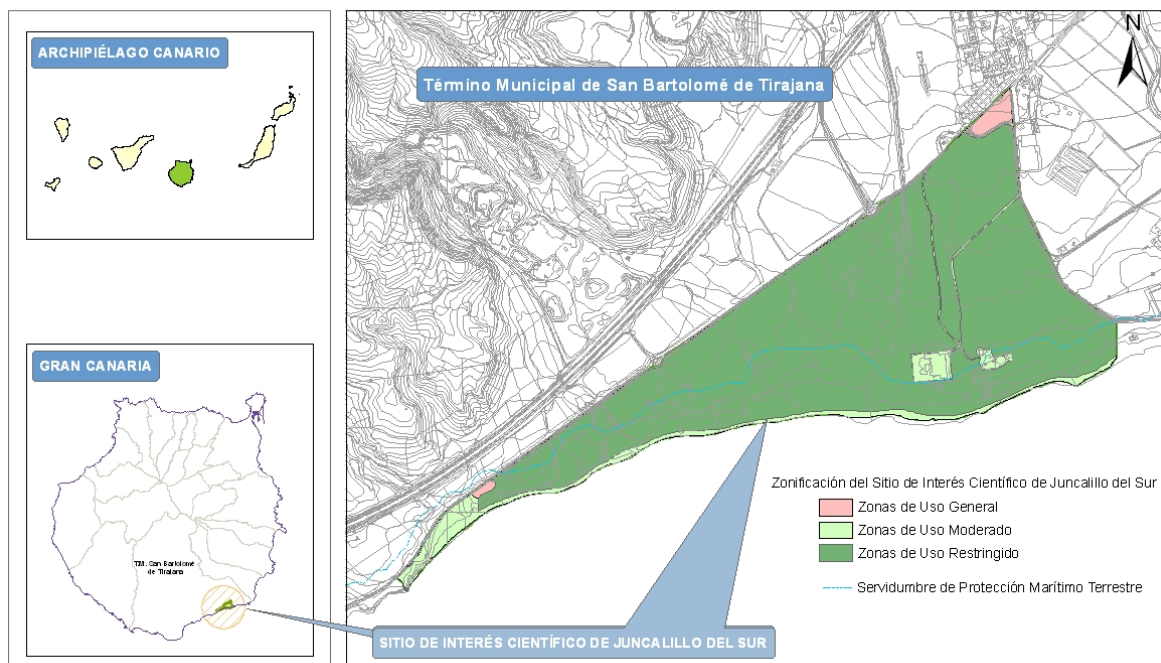 ARCHIPIÉLAGO CANARIO
GRAN CANARIA
T.M. San Bartolomé
de Tirajana
Término Municipal de San Bartolomé de Tirajana
N
Zonificación del Sitio de Interés Científico de Juncalillo del Sur
Zonas de Uso General
Zonas de Uso Moderado
Zonas de Uso Restringido
Servidumbre de Protección Marítimo Terrestre
SITIO DE INTERÉS CIENTÍFICO DE JUNCALILLO DEL SUR